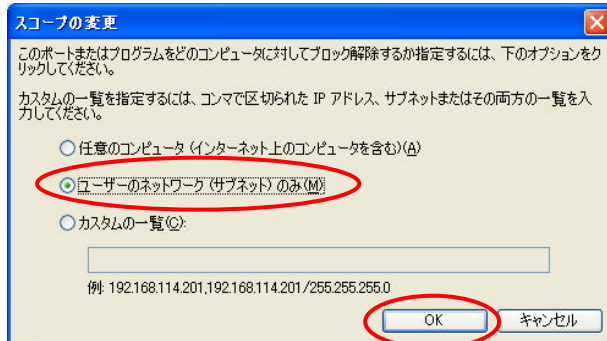 スコープの変更
このポートまたはプログラムをどのコンピュータに対してブロック解除するか指定するには、下のオプションをク
リックしてください。
カスタムの一覧を指定するには、コンマで区切られた IP アドレス、サブネットまたはその両方の一覧を入
力してください。
任意のコンピュータ (インターネット上のコンピュータを含む)(A)
ユーザーのネットワーク (サブネット) のみ(M)
カスタムの一覧(C):
例: 192.168.114.201,192.168.114.201/255.255.255.0
OK キャンセル